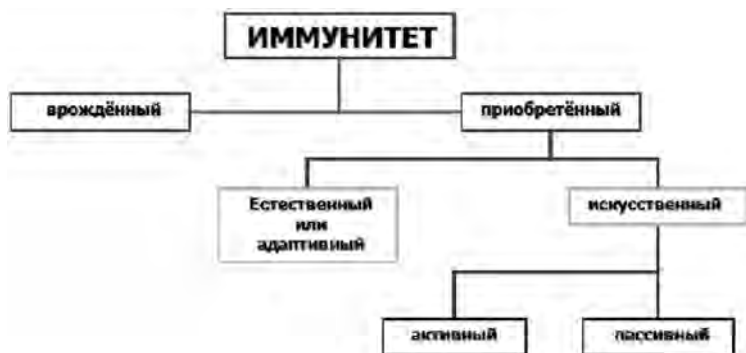 ИММУНИТЕТ
врождённый
приобретённый
Естественный
или
адаптивный
искусственный
активный
пассивный